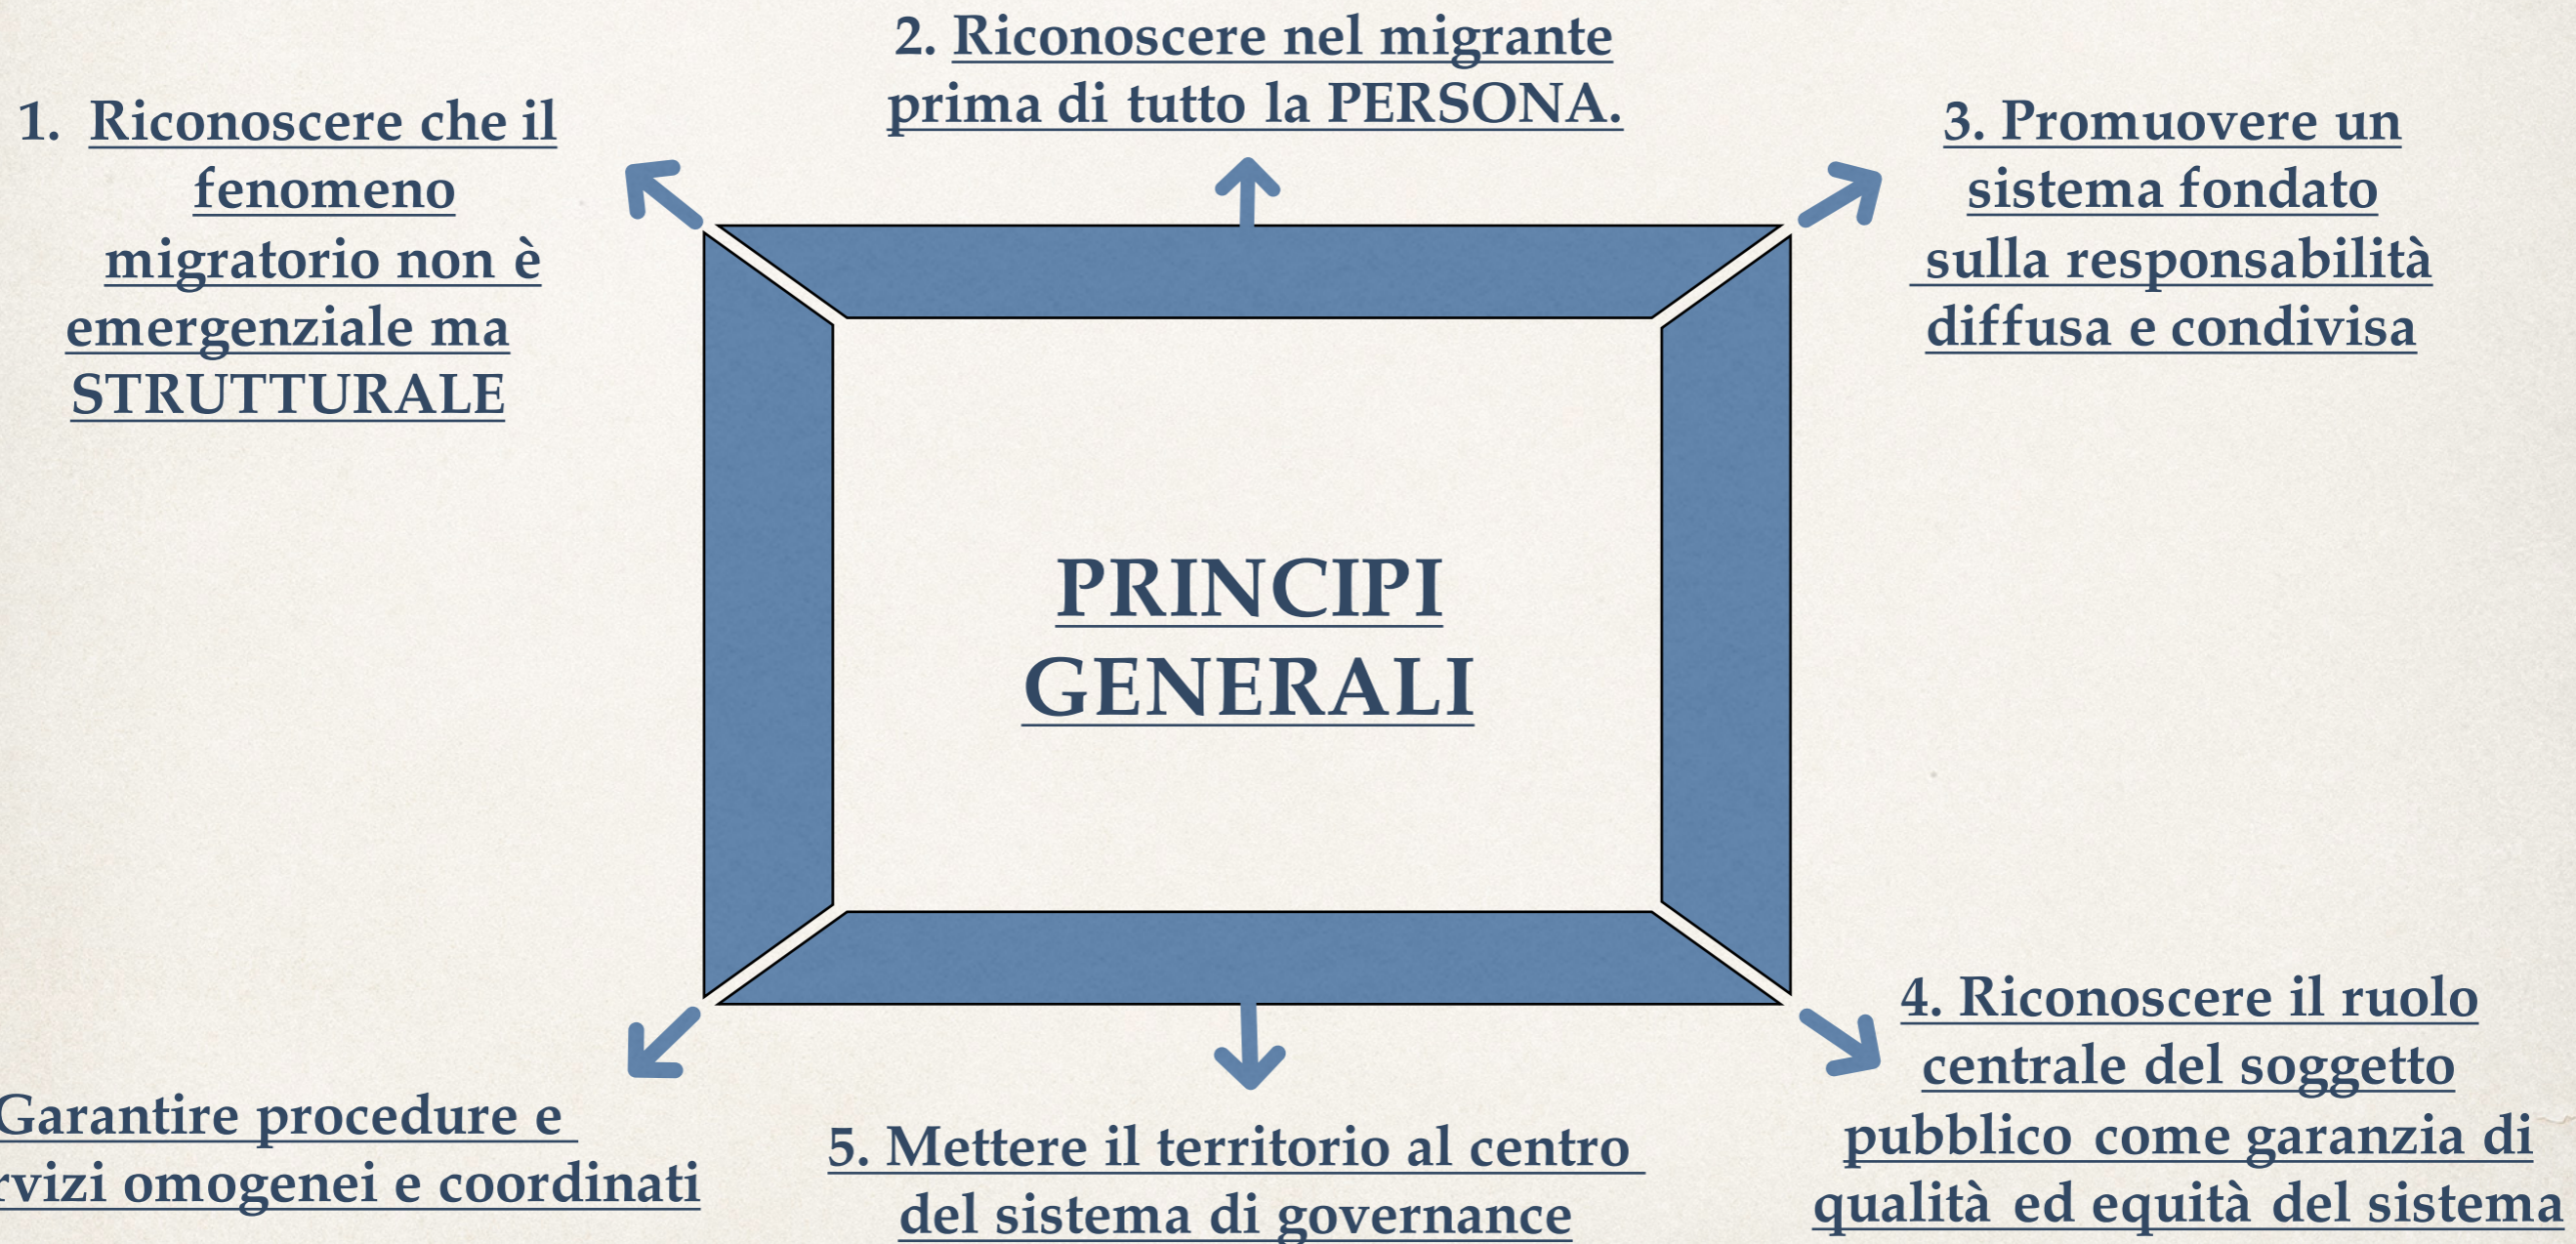 1. Riconoscere che il
fenomeno
migratorio non è
emergenziale ma
STRUTTURALE
2. Riconoscere nel migrante
prima di tutto la PERSONA.
3. Promuovere un
sistema fondato
sulla responsabilità
diffusa e condivisa
PRINCIPI
GENERALI
4. Riconoscere il ruolo
centrale del soggetto
pubblico come garanzia di
qualità ed equità del sistema
5. Mettere il territorio al centro
del sistema di governance
Garantire procedure e
omogenei e coordinati